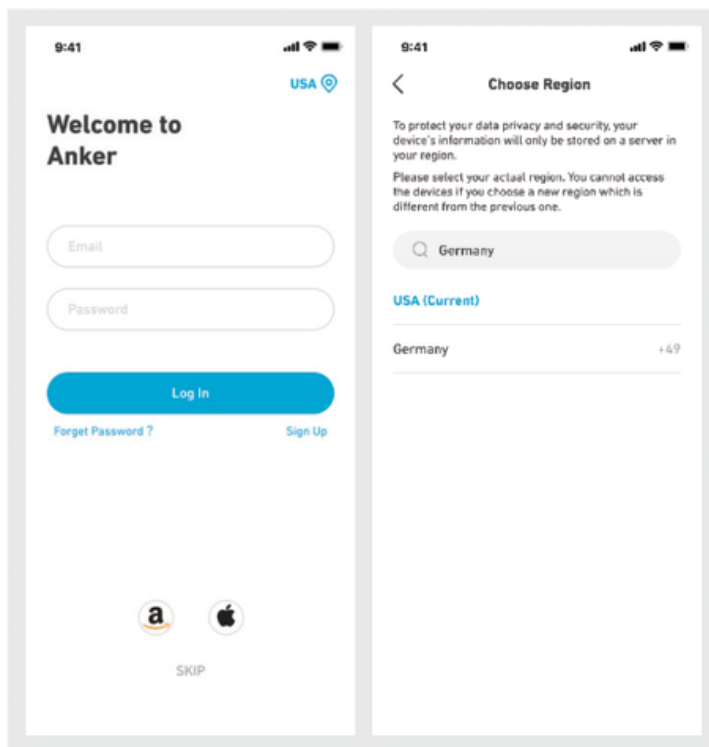 9:41
USA
Welcome to
Anker
Email
Password
Log In
Forget Password ?
Sign Up
a
SKIP
9:41
Choose Region
To protect your data privacy and security, your
device's information will only be stored on a server in
your region.
Please select your actaal region. You cannot access
the devices if you choose a new region which is
different from the previous one.
Germany
USA (Current)
Germany
+49